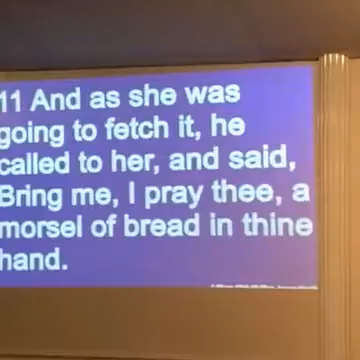 11 And as she was
going to fetch it, he
called to her, and said,
Bring me, I pray thee, a
morsel of bread in thine
hand.